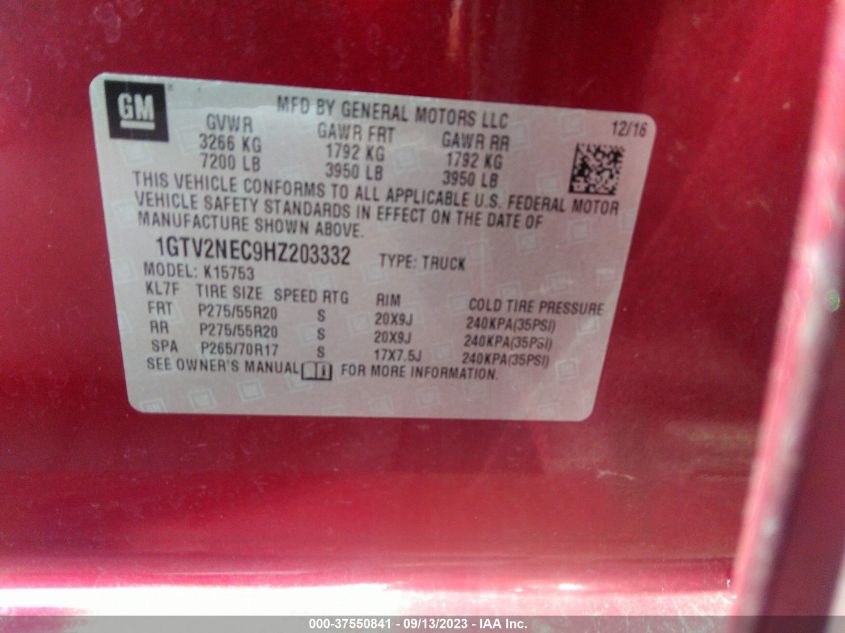 GM
MFD BY GENERAL MOTORS LLC 12/16
GVWR GAWR FRT GAWR RR
3266 KG 1792 KG 1792 KG
7200 LB 3950 LB 3950 LB
THIS VEHICLE CONFORMS TO ALL APPLICABLE U.S. FEDERAL MOTOR
VEHICLE SAFETY STANDARDS IN EFFECT ON THE DATE OF
MANUFACTURE SHOWN ABOVE.
1GTV2NEC9HZ203332 TYPE: TRUCK
MODEL: K15753
KL7F TIRE SIZE SPEED RTG RIM COLD TIRE PRESSURE
FRT P275/55R20 S 20X9J 240KPA(35PSI)
RR P275/55R20 S 20X9J 240KPA(35PSI)
SPA P265/70R17 S 17X7.5J 240KPA(35PSI)
SEE OWNER'S MANUAL i FOR MORE INFORMATION.
000-37550841 - 09/13/2023 - IAA Inc.